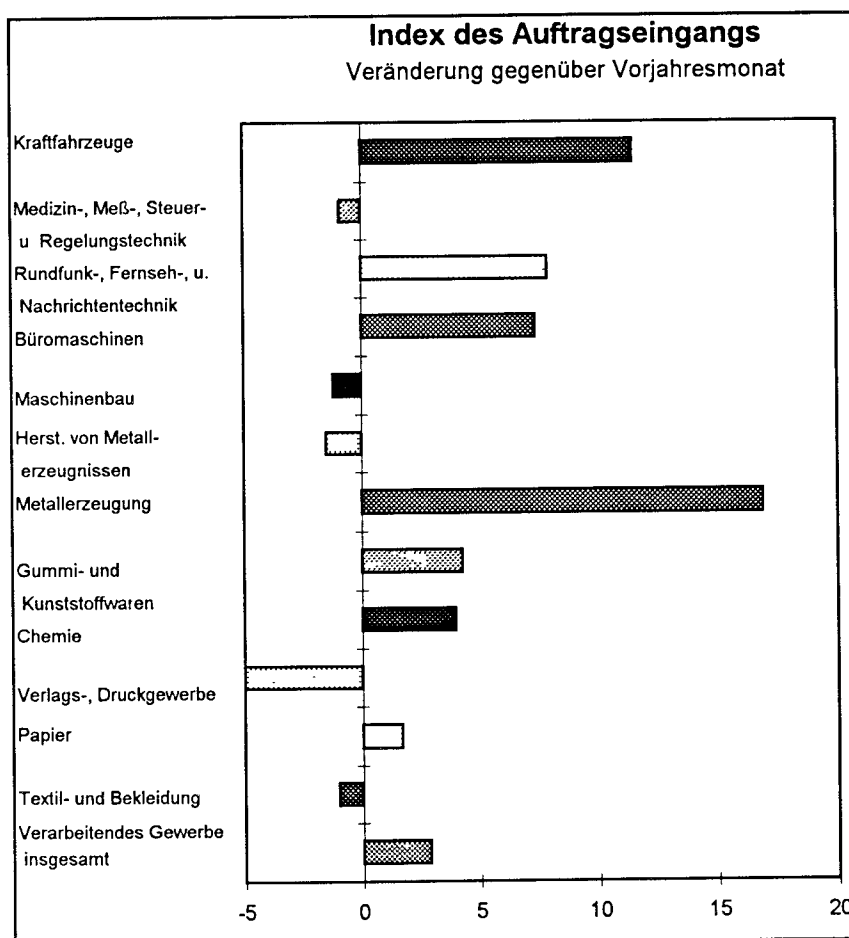 Index des Auftragseingangs
Veränderung gegenüber Vorjahresmonat
Kraftfahrzeuge
Medizin-, Meß-, Steuer-
u Regelungstechnik
Rundfunk-, Fernseh-, u.
Nachrichtentechnik
Büromaschinen
Maschinenbau
Herst. von Metall-
erzeugnissen
Metallerzeugung
Gummi- und
Kunststoffwaren
Chemie
Verlags-, Druckgewerbe
Papier
Textil- und Bekleidung
Verarbeitendes Gewerbe
insgesamt
-5 0 5 10 15 20